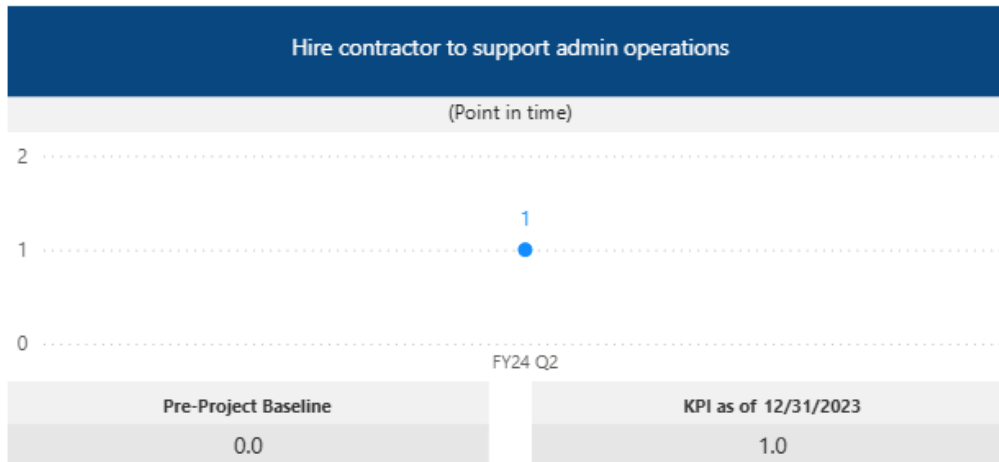 Hire contractor to support admin operations
(Point in time)
2
1
1
0
FY24 Q2
Pre-Project Baseline
KPI as of 12/31/2023
0.0
1.0